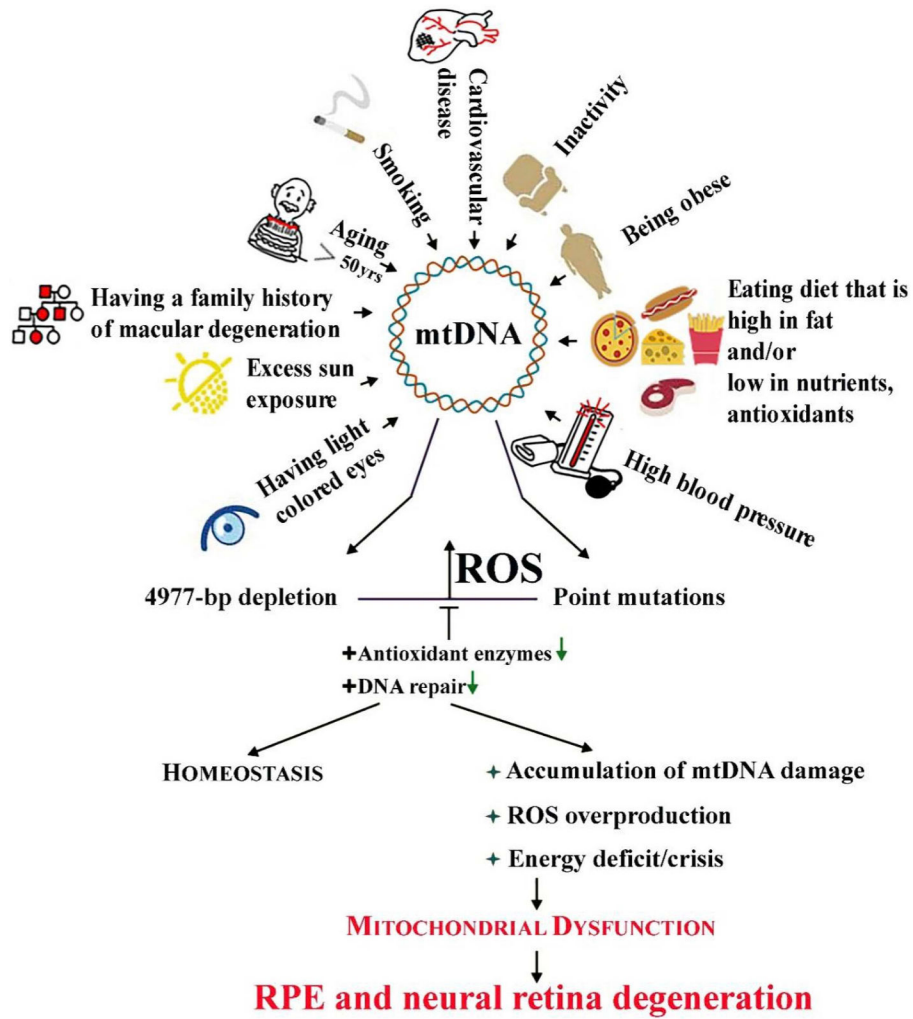 Cardiovascular
disease
Inactivity
Smoking
Being obese
Aging
> 50yrs
Having a family history
of macular degeneration
mtDNA
Eating diet that is
high in fat
and/or
low in nutrients,
antioxidants
Excess sun
exposure
Having light
colored eyes
High blood pressure
ROS
4977-bp depletion
Point mutations
+Antioxidant enzymes↓
+DNA repair↓
HOMEOSTASIS
+ Accumulation of mtDNA damage
+ ROS overproduction
+ Energy deficit/crisis
MITOCHONDRIAL DYSFUNCTION
RPE and neural retina degeneration